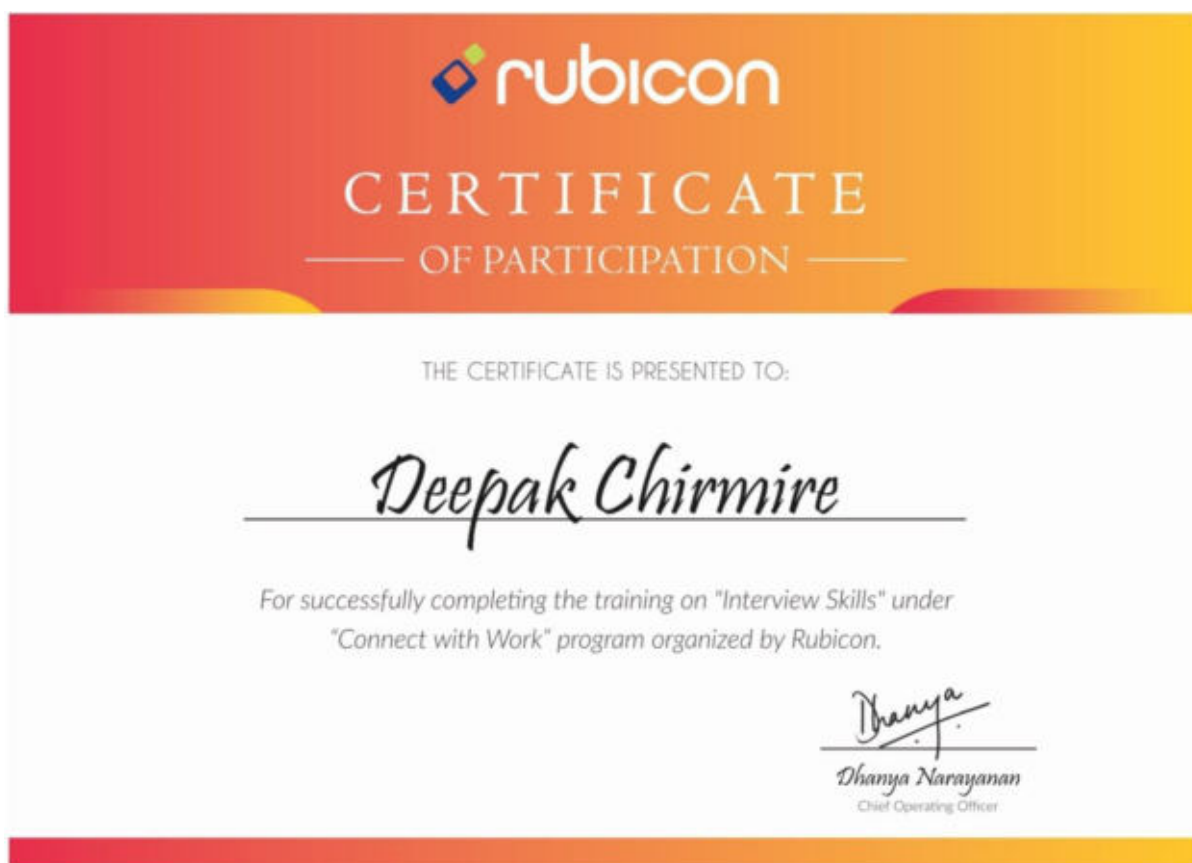 rubicon
CERTIFICATE
OF PARTICIPATION
THE CERTIFICATE IS PRESENTED TO:
Deepak Chirmire
For successfully completing the training on "Interview Skills" under
"Connect with Work" program organized by Rubicon.
Dhanya
Dhanya Narayanan
Chief Operating Officer